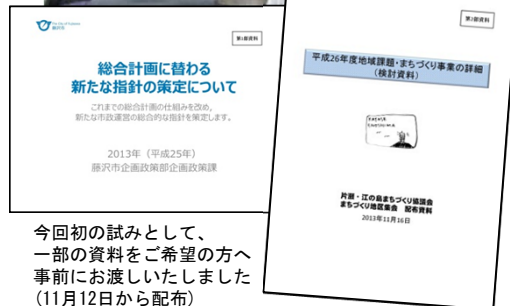 藤沢市
第1部資料
総合計画に替わる
新たな指針の策定について
これまでの総合計画の仕組みを改め、
新たな市政運営の総合的な指針を策定します。
2013年（平成25年）
藤沢市企画政策部企画政策課
第2部資料
平成26年度地域課題・まちづくり事業の詳細
（検討資料）
片瀬・江の島まちづくり協議会
まちづくり地区集会　配布資料
2013年11月16日
今回初の試みとして、
一部の資料をご希望の方へ
事前にお渡しいたしました
(11月12日から配布)